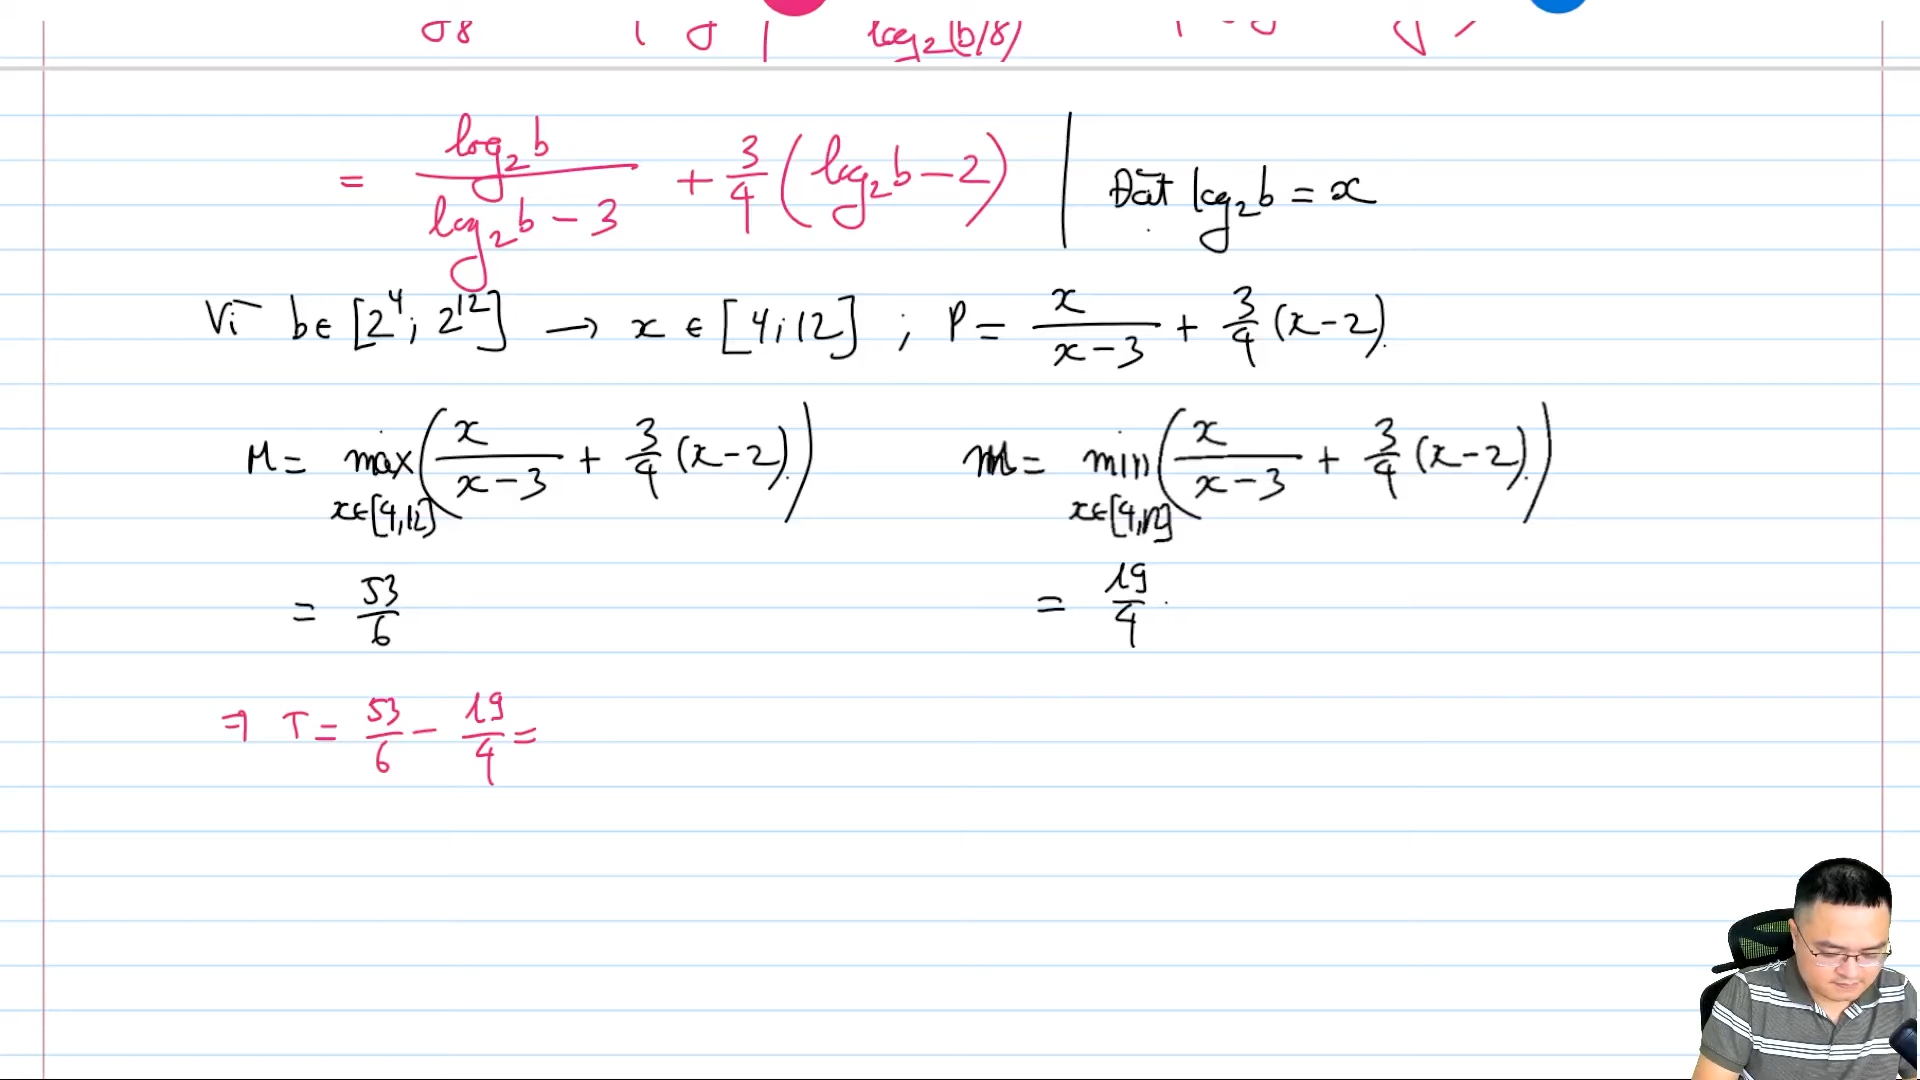 log₂(b/8)
= log₂b / (log₂b − 3) + 3/4 (log₂b − 2) | Đặt log₂b = x
Vì b ∈ [2⁴; 2¹²] → x ∈ [4; 12] ; P = x/(x−3) + 3/4 (x−2).
M = max x∈[4,12] (x/(x−3) + 3/4 (x−2).) m = min x∈[4,12] (x/(x−3) + 3/4 (x−2).)
= 53/6 = 19/4.
⇒ T = 53/6 − 19/4 =